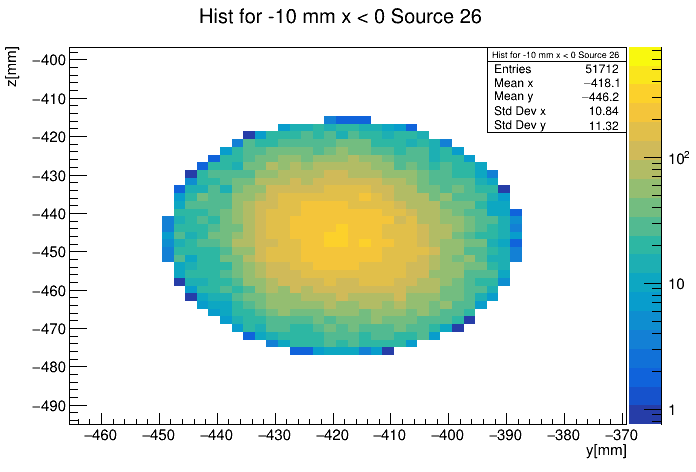 Hist for -10 mm x < 0 Source 26
Hist for -10 mm x < 0 Source 26
Entries 51712
Mean x −418.1
Mean y −446.2
Std Dev x 10.84
Std Dev y 11.32
z[mm]
−400
−410
−420
−430
−440
−450
−460
−470
−480
−490
−460 −450 −440 −430 −420 −410 −400 −390 −380 −370
y[mm]
10²
10
1